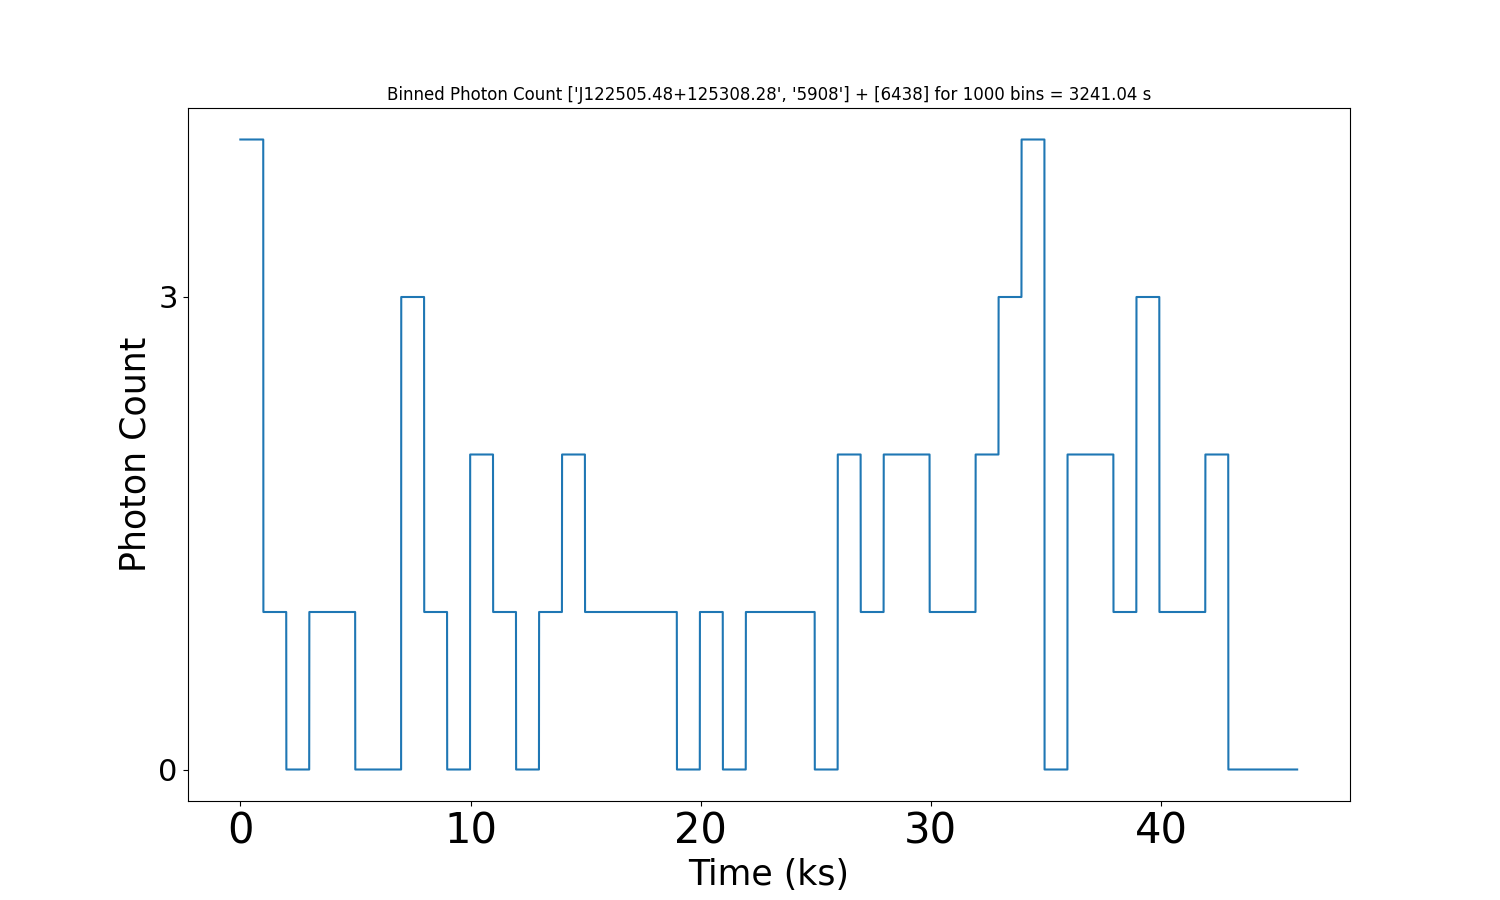 Binned Photon Count ['J122505.48+125308.28', '5908'] + [6438] for 1000 bins = 3241.04 s
3
Photon Count
0
0 10 20 30 40
Time (ks)